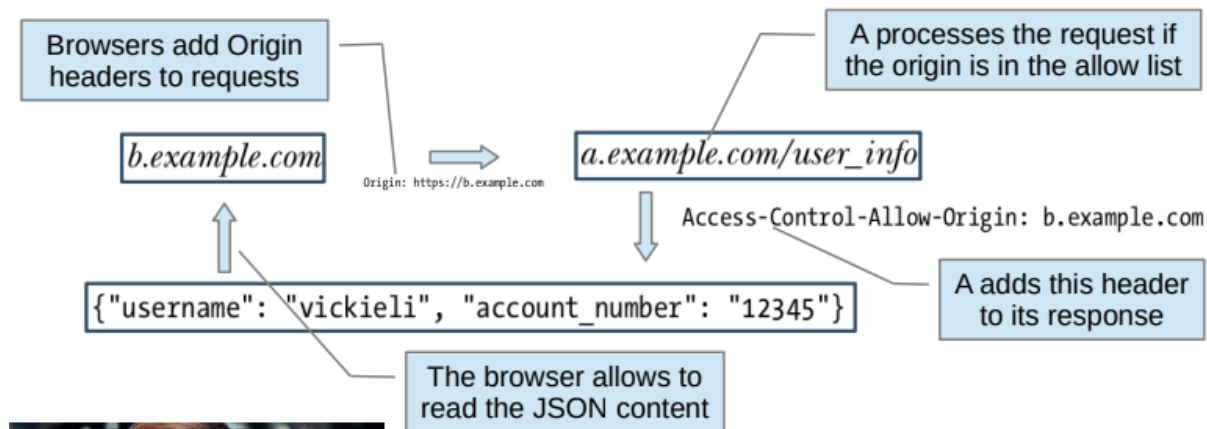 Browsers add Origin
headers to requests
A processes the request if
the origin is in the allow list
b.example.com
Origin: https://b.example.com
a.example.com/user_info
Access-Control-Allow-Origin: b.example.com
A adds this header
to its response
{"username": "vickieli", "account_number": "12345"}
The browser allows to
read the JSON content